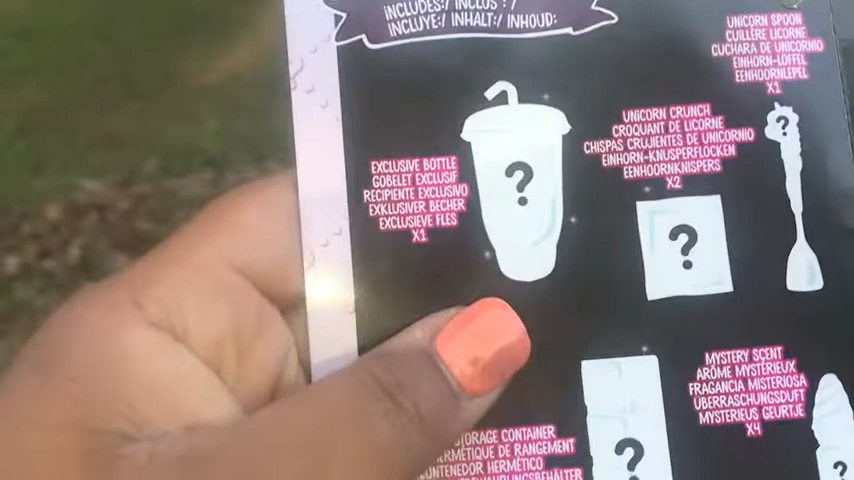 INCLUDES:/ INCLUS :/
INCLUYE:/ INHALT:/ INHOUD:
UNICORN SPOON
CUILLÈRE LICORNE
CUCHARA DE UNICORNIO
EINHORN-LÖFFEL
EENHOORNLEPEL
X1
UNICORN CRUNCH
CROQUANT DE LICORNE
CHISPAS CRUJIENTES DE UNICORNIO
EINHORN-KNUSPERFLOCKEN
EENHOORNKNISPERS
X2
EXCLUSIVE BOTTLE
GOBELET EXCLUSIF
RECIPIENTE EXCLUSIVO
EXKLUSIVER BECHER
EXCLUSIEVE FLES
X1
?
?
?
MYSTERY SCENT
ARÔME MYSTÉRIEUX
FRAGANCIA MISTERIOSA
ÜBERRASCHUNGSDUFT
MYSTERIEUS GEURTJE
X4
STORAGE CONTAINER
HERMÉTIQUE DE RANGEMENT
CONTENEDOR HERMÉTICO
?
?